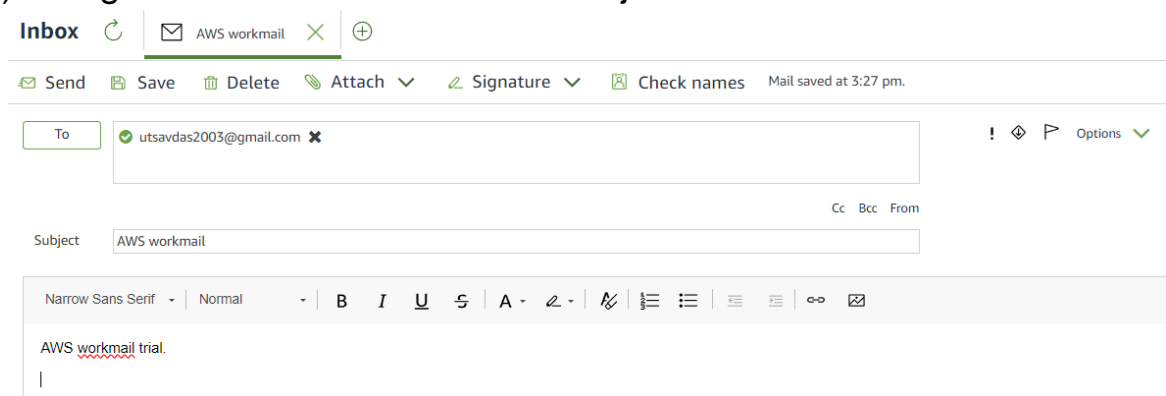 Inbox AWS workmail
Send Save Delete Attach Signature Check names Mail saved at 3:27 pm.
To utsavdas2003@gmail.com ! Options
Cc Bcc From
Subject AWS workmail
Narrow Sans Serif Normal B I U S A
AWS workmail trial.